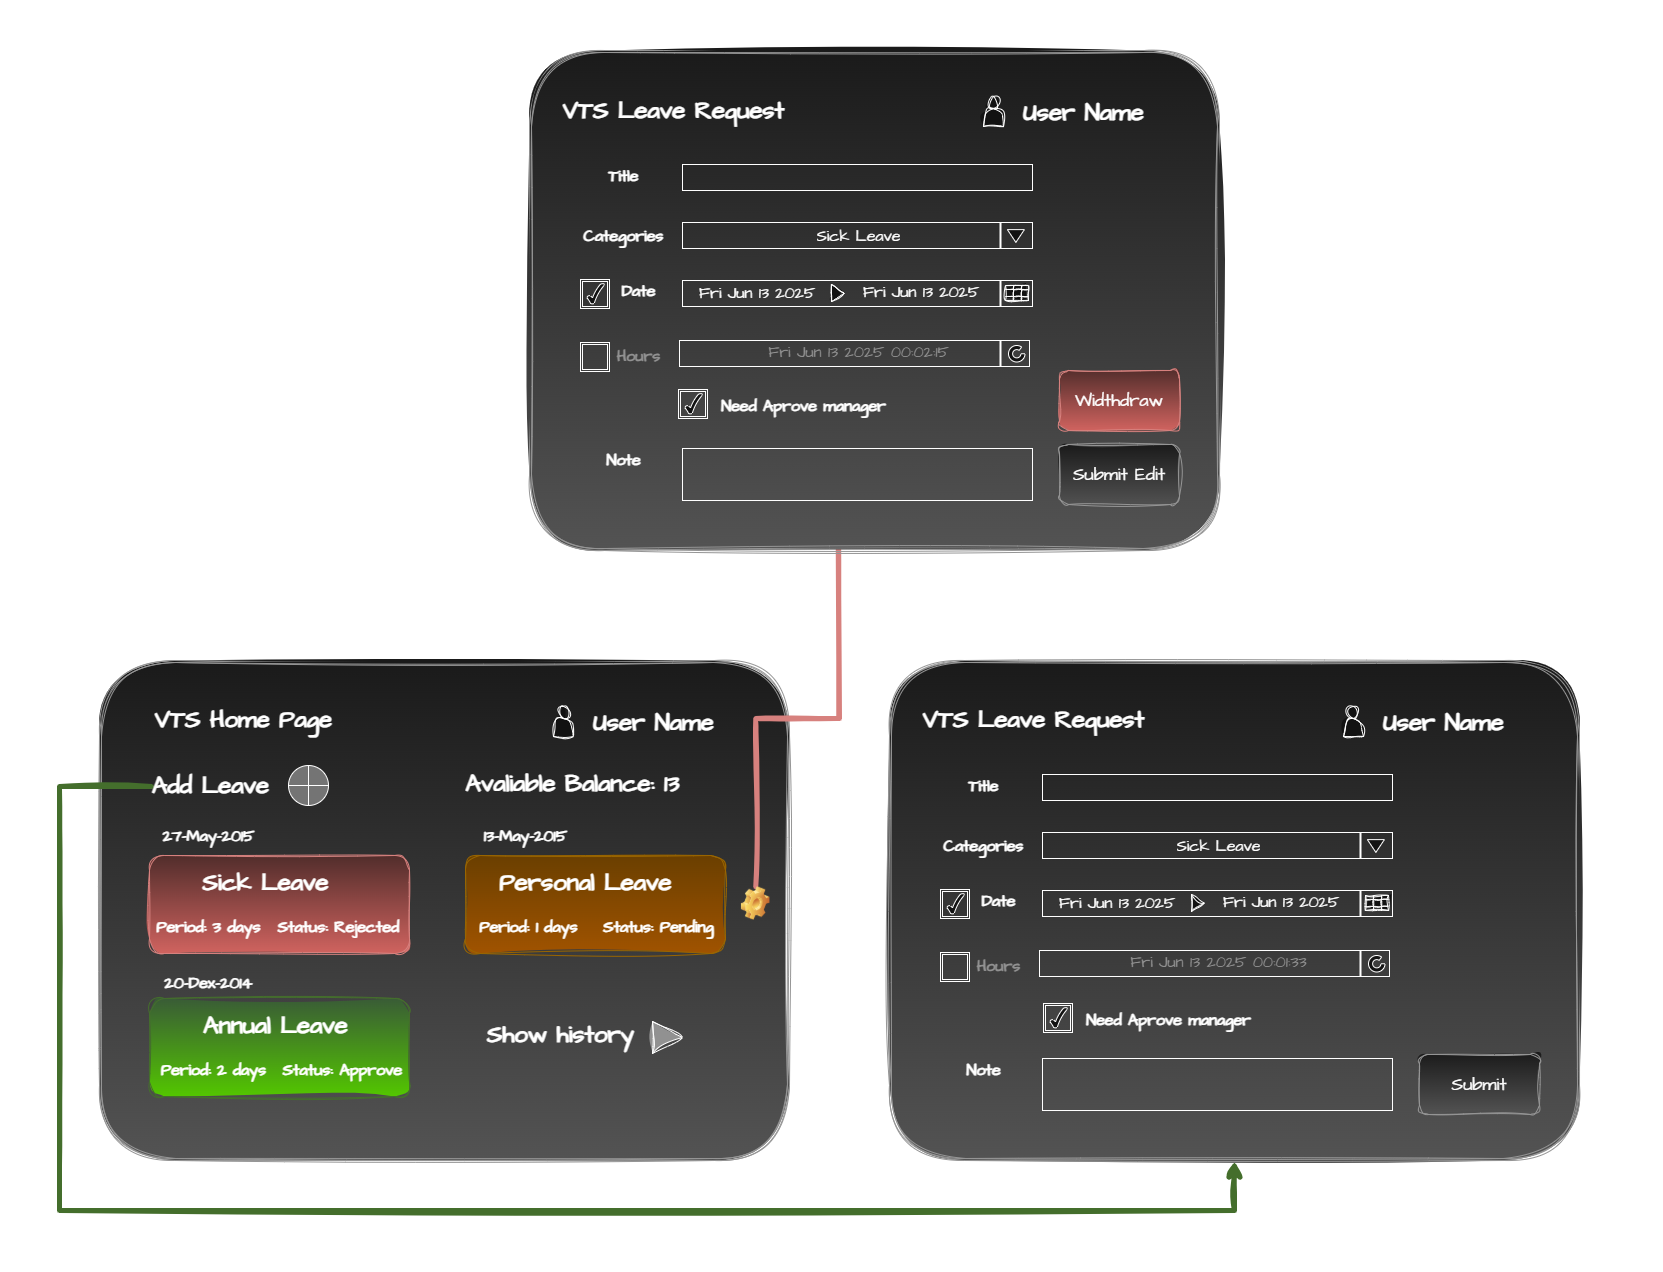 VTS Leave Request
User Name
Title
Categories
Sick Leave
Date
Fri Jun 13 2025
Fri Jun 13 2025
Hours
Fri Jun 13 2025 00:02:15
Need Aprove manager
Widthdraw
Note
Submit Edit
VTS Home Page
User Name
Add Leave
Avaliable Balance: 13
27-May-2015
13-May-2015
Sick Leave
Period: 3 days
Status: Rejected
Personal Leave
Period: 1 days
Status: Pending
20-Dex-2014
Annual Leave
Period: 2 days
Status: Approve
Show history
VTS Leave Request
User Name
Title
Categories
Sick Leave
Date
Fri Jun 13 2025
Fri Jun 13 2025
Hours
Fri Jun 13 2025 00:01:33
Need Aprove manager
Note
Submit